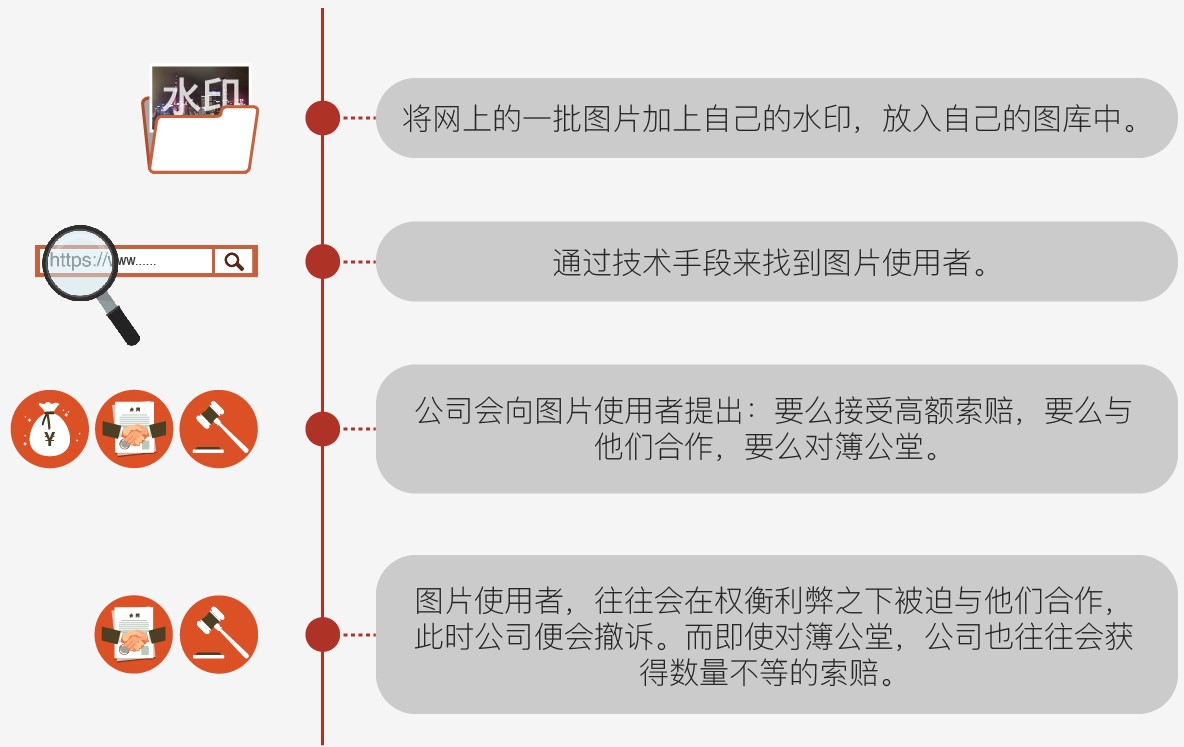 水印
将网上的一批图片加上自己的水印，放入自己的图库中。
https://www......
通过技术手段来找到图片使用者。
¥
公司会向图片使用者提出：要么接受高额索赔，要么与
他们合作，要么对簿公堂。
图片使用者，往往会在权衡利弊之下被迫与他们合作，
此时公司便会撤诉。而即使对簿公堂，公司也往往会获
得数量不等的索赔。